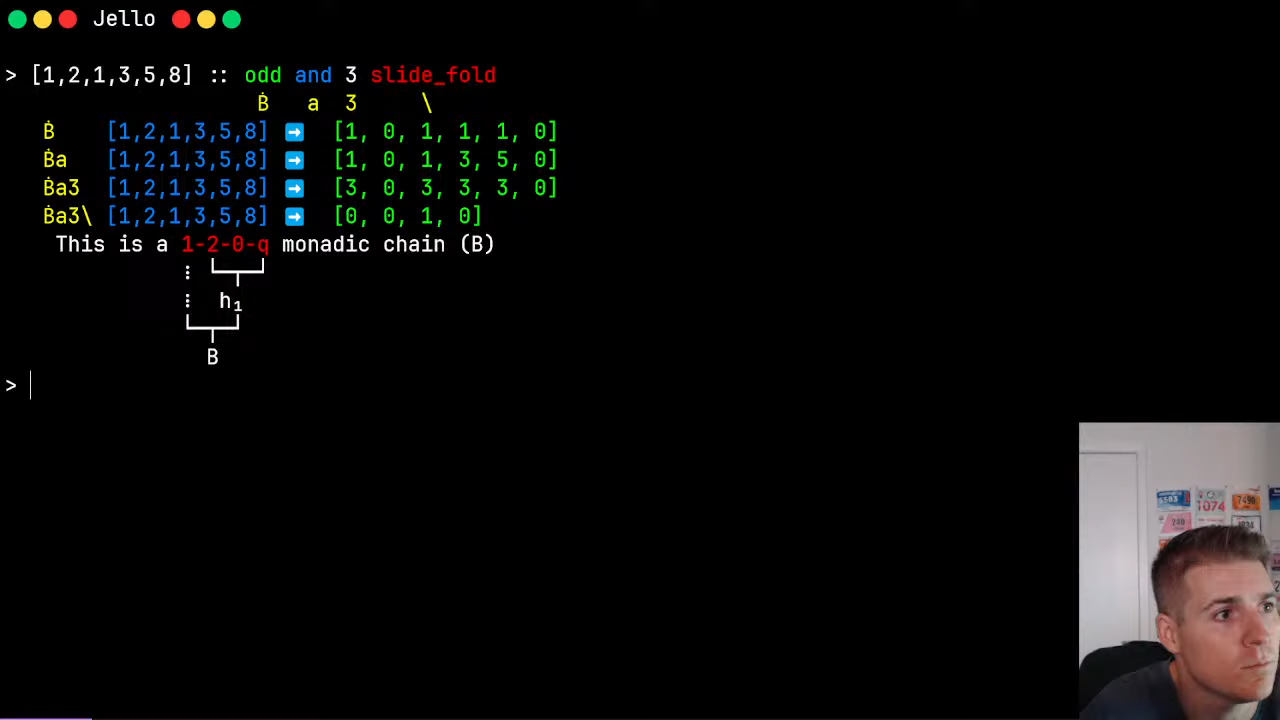 Jello
> [1,2,1,3,5,8] :: odd and 3 slide_fold
Ḃ a 3 \
Ḃ [1,2,1,3,5,8] ➡ [1, 0, 1, 1, 1, 0]
Ḃa [1,2,1,3,5,8] ➡ [1, 0, 1, 3, 5, 0]
Ḃa3 [1,2,1,3,5,8] ➡ [3, 0, 3, 3, 3, 0]
Ḃa3\ [1,2,1,3,5,8] ➡ [0, 0, 1, 0]
This is a 1-2-0-q monadic chain (B)
h₁
B
>
1074
7490